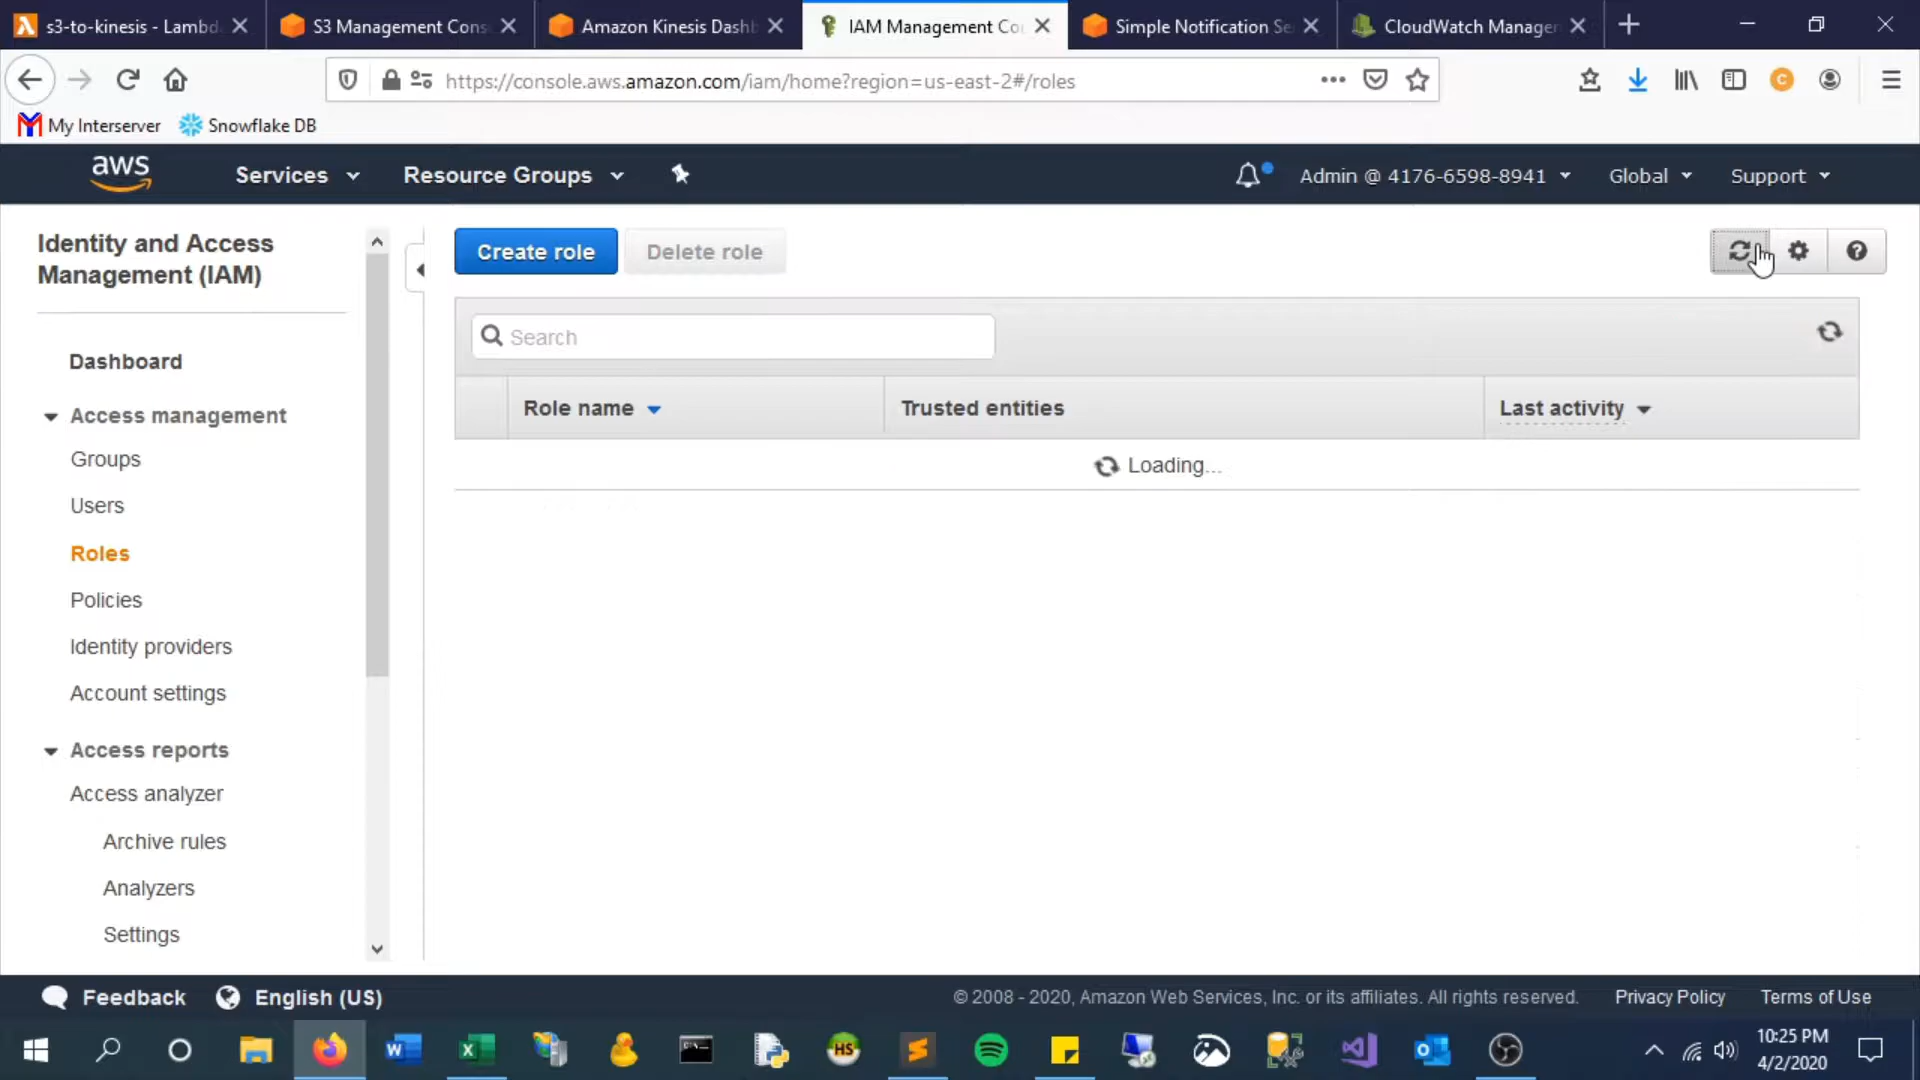 s3-to-kinesis - Lambd
S3 Management Cons
Amazon Kinesis Dashb
IAM Management Co
Simple Notification Se
CloudWatch Manager
https://console.aws.amazon.com/iam/home?region=us-east-2#/roles
My Interserver
Snowflake DB
aws
Services
Resource Groups
Admin @ 4176-6598-8941
Global
Support
Identity and Access
Management (IAM)
Dashboard
Access management
Groups
Users
Roles
Policies
Identity providers
Account settings
Access reports
Access analyzer
Archive rules
Analyzers
Settings
Create role
Delete role
Search
Role name
Trusted entities
Last activity
Loading...
Feedback
English (US)
© 2008 - 2020, Amazon Web Services, Inc. or its affiliates. All rights reserved.
Privacy Policy
Terms of Use
HS
10:25 PM
4/2/2020